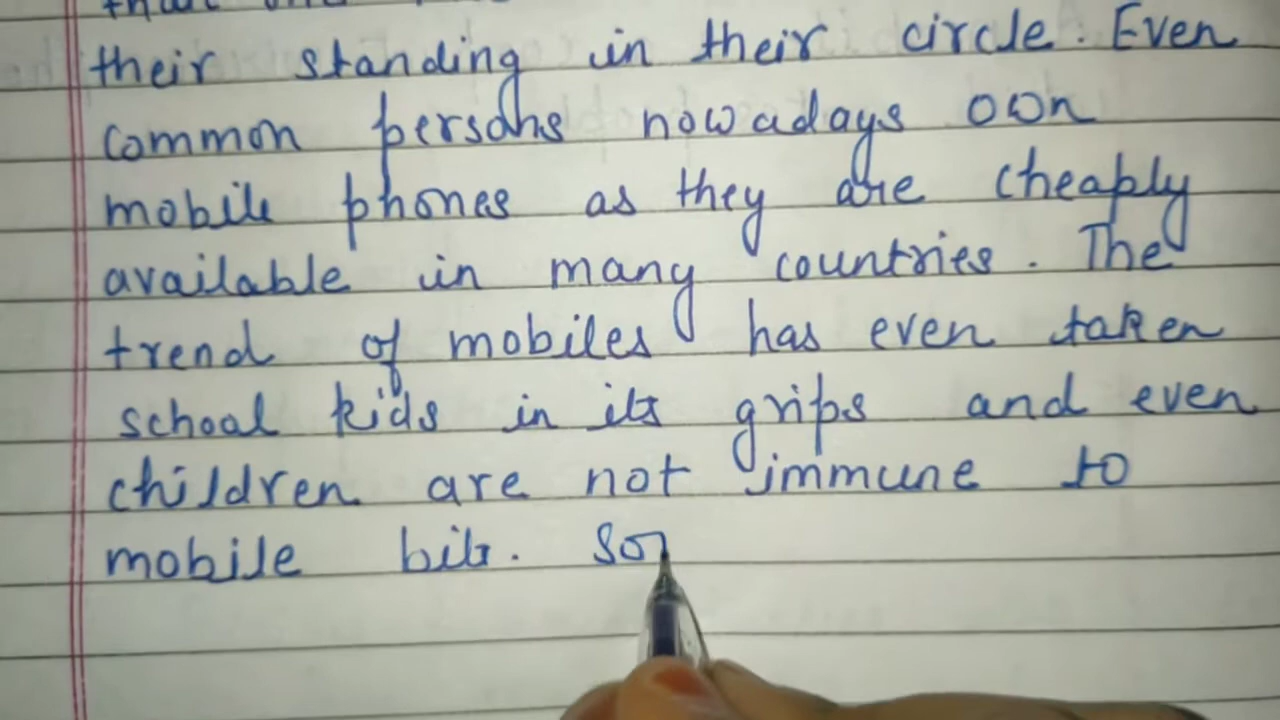 their standing in their circle. Even
common persons nowadays own
mobile phones as they are cheaply
available in many countries. The
trend of mobiles has even taken
school kids in its grips and even
children are not immune to
mobile bits. So